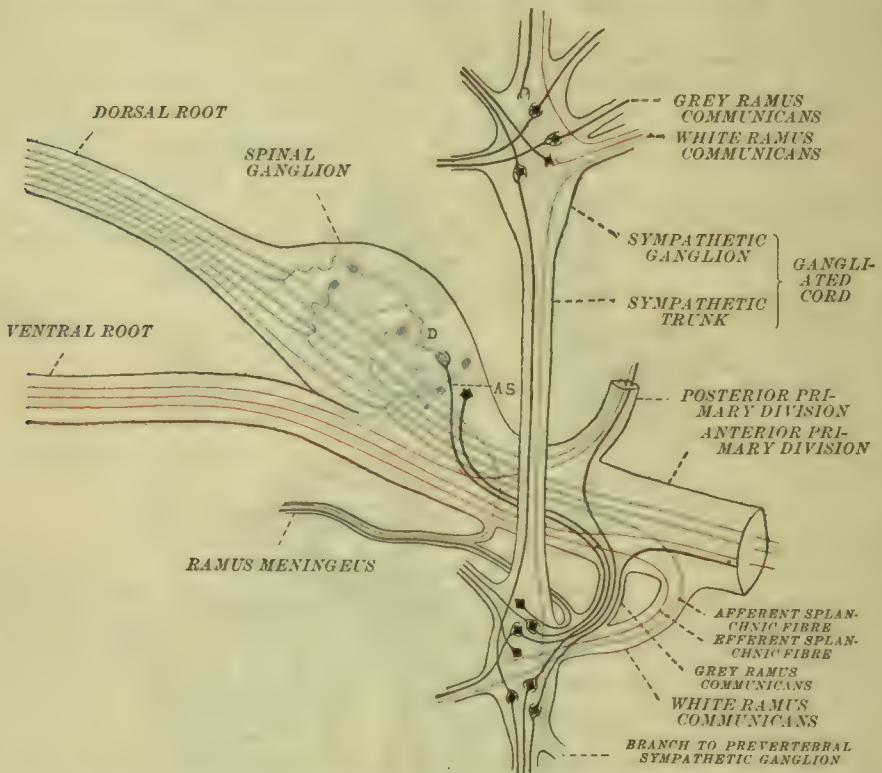 DORSAL ROOT
SPINAL
GANGLION
GREY RAMUS
COMMUNICANS
WHITE RAMUS
COMMUNICANS
SYMPATHETIC
GANGLION
GANGLI-
ATED
CORD
SYMPATHETIC
TRUNK
VENTRAL ROOT
D
AS
POSTERIOR PRI-
MARY DIVISION
ANTERIOR PRI-
MARY DIVISION
RAMUS MENINGEUS
AFFERENT SPLAN-
CHNIC FIBRE
EFFERENT SPLAN-
CHNIC FIBRE
GREY RAMUS
COMMUNICANS
WHITE RAMUS
COMMUNICANS
BRANCH TO PREVERTEBRAL
SYMPATHETIC GANGLION